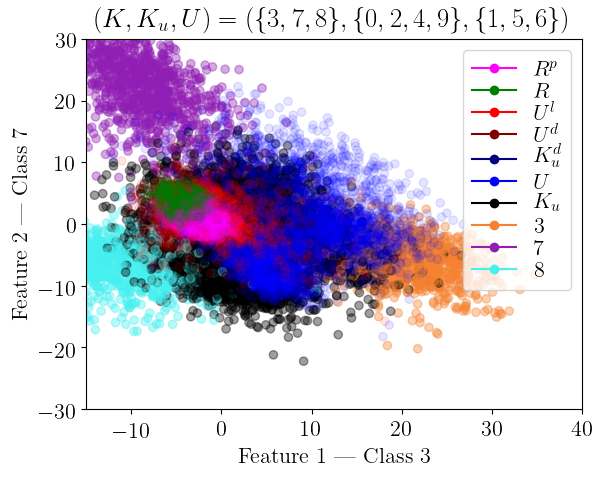 (K, K_u, U) = ({3, 7, 8}, {0, 2, 4, 9}, {1, 5, 6})
30
20
10
0
−10
−20
−30
Feature 2 — Class 7
R^p
R
U^l
U^d
K_u^d
U
K_u
3
7
8
−10
0
10
20
30
40
Feature 1 — Class 3